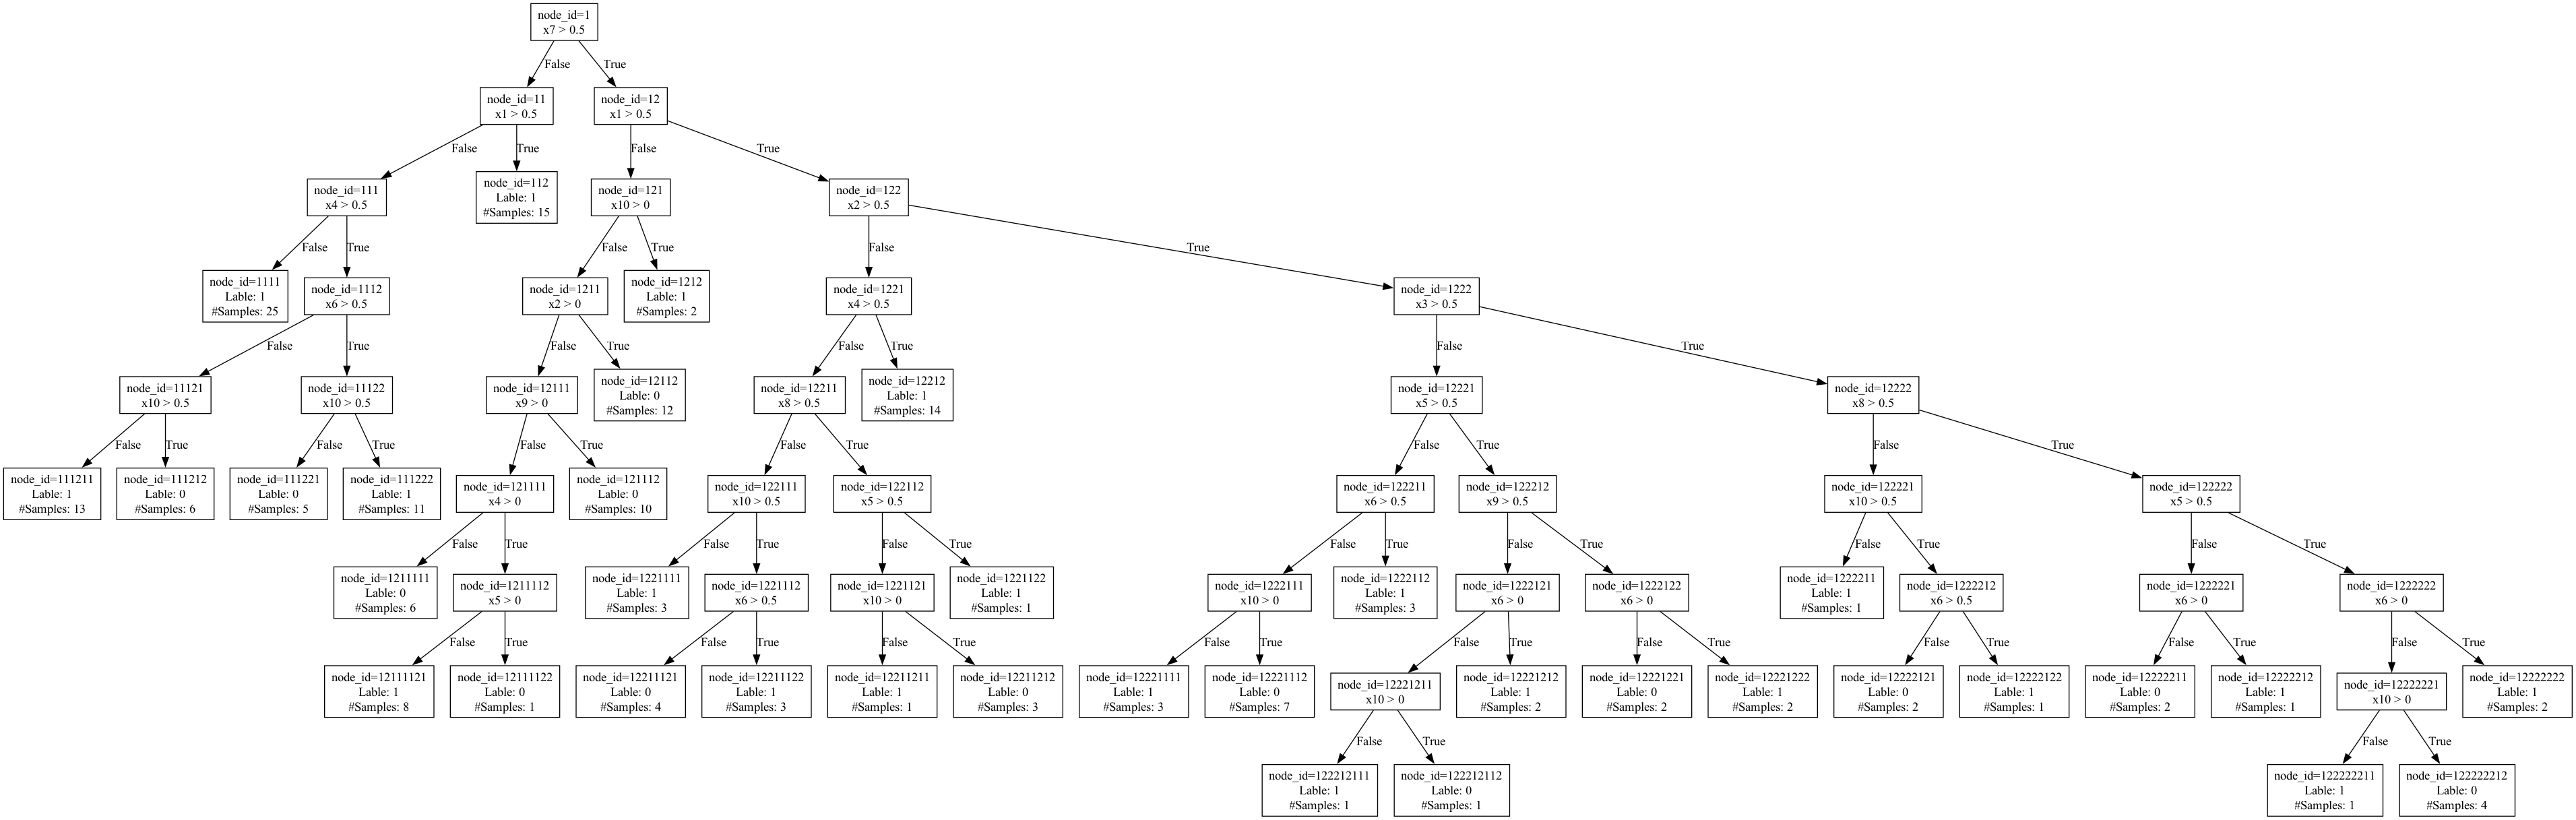 node_id=1
x7 > 0.5
False
True
node_id=11
x1 > 0.5
node_id=12
x1 > 0.5
False
True
False
True
node_id=111
x4 > 0.5
node_id=112
Lable: 1
#Samples: 15
node_id=121
x10 > 0
node_id=122
x2 > 0.5
False
True
False
True
False
True
node_id=1111
Lable: 1
#Samples: 25
node_id=1112
x6 > 0.5
node_id=1211
x2 > 0
node_id=1212
Lable: 1
#Samples: 2
node_id=1221
x4 > 0.5
node_id=1222
x3 > 0.5
False
True
False
True
False
True
False
True
node_id=11121
x10 > 0.5
node_id=11122
x10 > 0.5
node_id=12111
x9 > 0
node_id=12112
Lable: 0
#Samples: 12
node_id=12211
x8 > 0.5
node_id=12212
Lable: 1
#Samples: 14
node_id=12221
x5 > 0.5
node_id=12222
x8 > 0.5
False
True
False
True
False
True
False
True
False
True
False
True
node_id=111211
Lable: 1
#Samples: 13
node_id=111212
Lable: 0
#Samples: 6
node_id=111221
Lable: 0
#Samples: 5
node_id=111222
Lable: 1
#Samples: 11
node_id=121111
x4 > 0
node_id=121112
Lable: 0
#Samples: 10
node_id=122111
x10 > 0.5
node_id=122112
x5 > 0.5
node_id=122211
x6 > 0.5
node_id=122212
x9 > 0.5
node_id=122221
x10 > 0.5
node_id=122222
x5 > 0.5
False
True
False
True
False
True
False
True
False
True
False
True
False
True
node_id=1211111
Lable: 0
#Samples: 6
node_id=1211112
x5 > 0
node_id=1221111
Lable: 1
#Samples: 3
node_id=1221112
x6 > 0.5
node_id=1221121
x10 > 0
node_id=1221122
Lable: 1
#Samples: 1
node_id=1222111
x10 > 0
node_id=1222112
Lable: 1
#Samples: 3
node_id=1222121
x6 > 0
node_id=1222122
x6 > 0
node_id=1222211
Lable: 1
#Samples: 1
node_id=1222212
x6 > 0.5
node_id=1222221
x6 > 0
node_id=1222222
x6 > 0
False
True
False
True
False
True
False
True
False
True
False
True
False
True
False
True
False
True
node_id=12111121
Lable: 1
#Samples: 8
node_id=12111122
Lable: 0
#Samples: 1
node_id=12211121
Lable: 0
#Samples: 4
node_id=12211122
Lable: 1
#Samples: 3
node_id=12211211
Lable: 1
#Samples: 1
node_id=12211212
Lable: 0
#Samples: 3
node_id=12221111
Lable: 1
#Samples: 3
node_id=12221112
Lable: 0
#Samples: 7
node_id=12221211
x10 > 0
node_id=12221212
Lable: 1
#Samples: 2
node_id=12221221
Lable: 0
#Samples: 2
node_id=12221222
Lable: 1
#Samples: 2
node_id=12222121
Lable: 0
#Samples: 2
node_id=12222122
Lable: 1
#Samples: 1
node_id=12222211
Lable: 0
#Samples: 2
node_id=12222212
Lable: 1
#Samples: 1
node_id=12222221
x10 > 0
node_id=12222222
Lable: 1
#Samples: 2
False
True
False
True
node_id=122212111
Lable: 1
#Samples: 1
node_id=122212112
Lable: 0
#Samples: 1
node_id=122222211
Lable: 1
#Samples: 1
node_id=122222212
Lable: 0
#Samples: 4